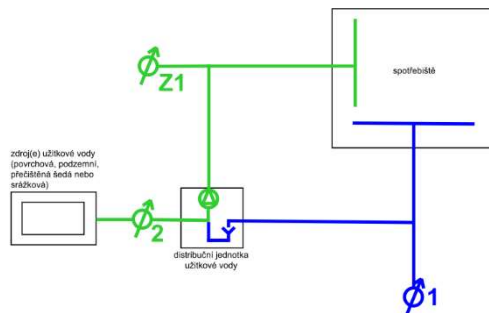 Z1
spotřebiště
zdroj(e) užitkové vody
(povrchová, podzemní,
přečištěná šedá nebo
srážková)
2
distribuční jednotka
užitkové vody
1